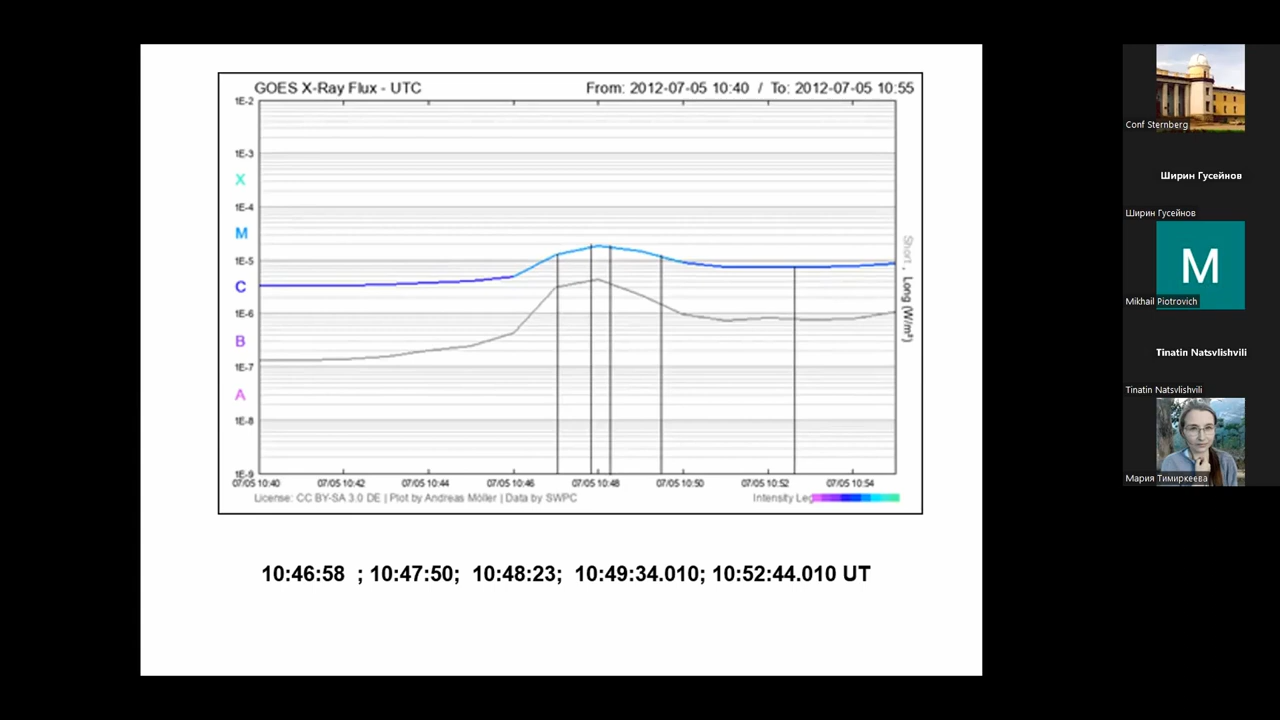 GOES X-Ray Flux - UTC
From: 2012-07-05 10:40 / To: 2012-07-05 10:55
1E-2
1E-3
X
1E-4
M
1E-5
C
1E-6
B
1E-7
A
1E-8
1E-9
Short , Long (W/m²)
07/05 10:40 07/05 10:42 07/05 10:44 07/05 10:46 07/05 10:48 07/05 10:50 07/05 10:52 07/05 10:54
License: CC BY-SA 3.0 DE | Plot by Andreas Möller | Data by SWPC
Intensity Leg
10:46:58 ; 10:47:50; 10:48:23; 10:49:34.010; 10:52:44.010 UT
Conf Sternberg
Ширин Гусейнов
Ширин Гусейнов
M
Mikhail Piotrovich
Tinatin Natsvlishvili
Tinatin Natsvlishvili
Мария Тимиркеева